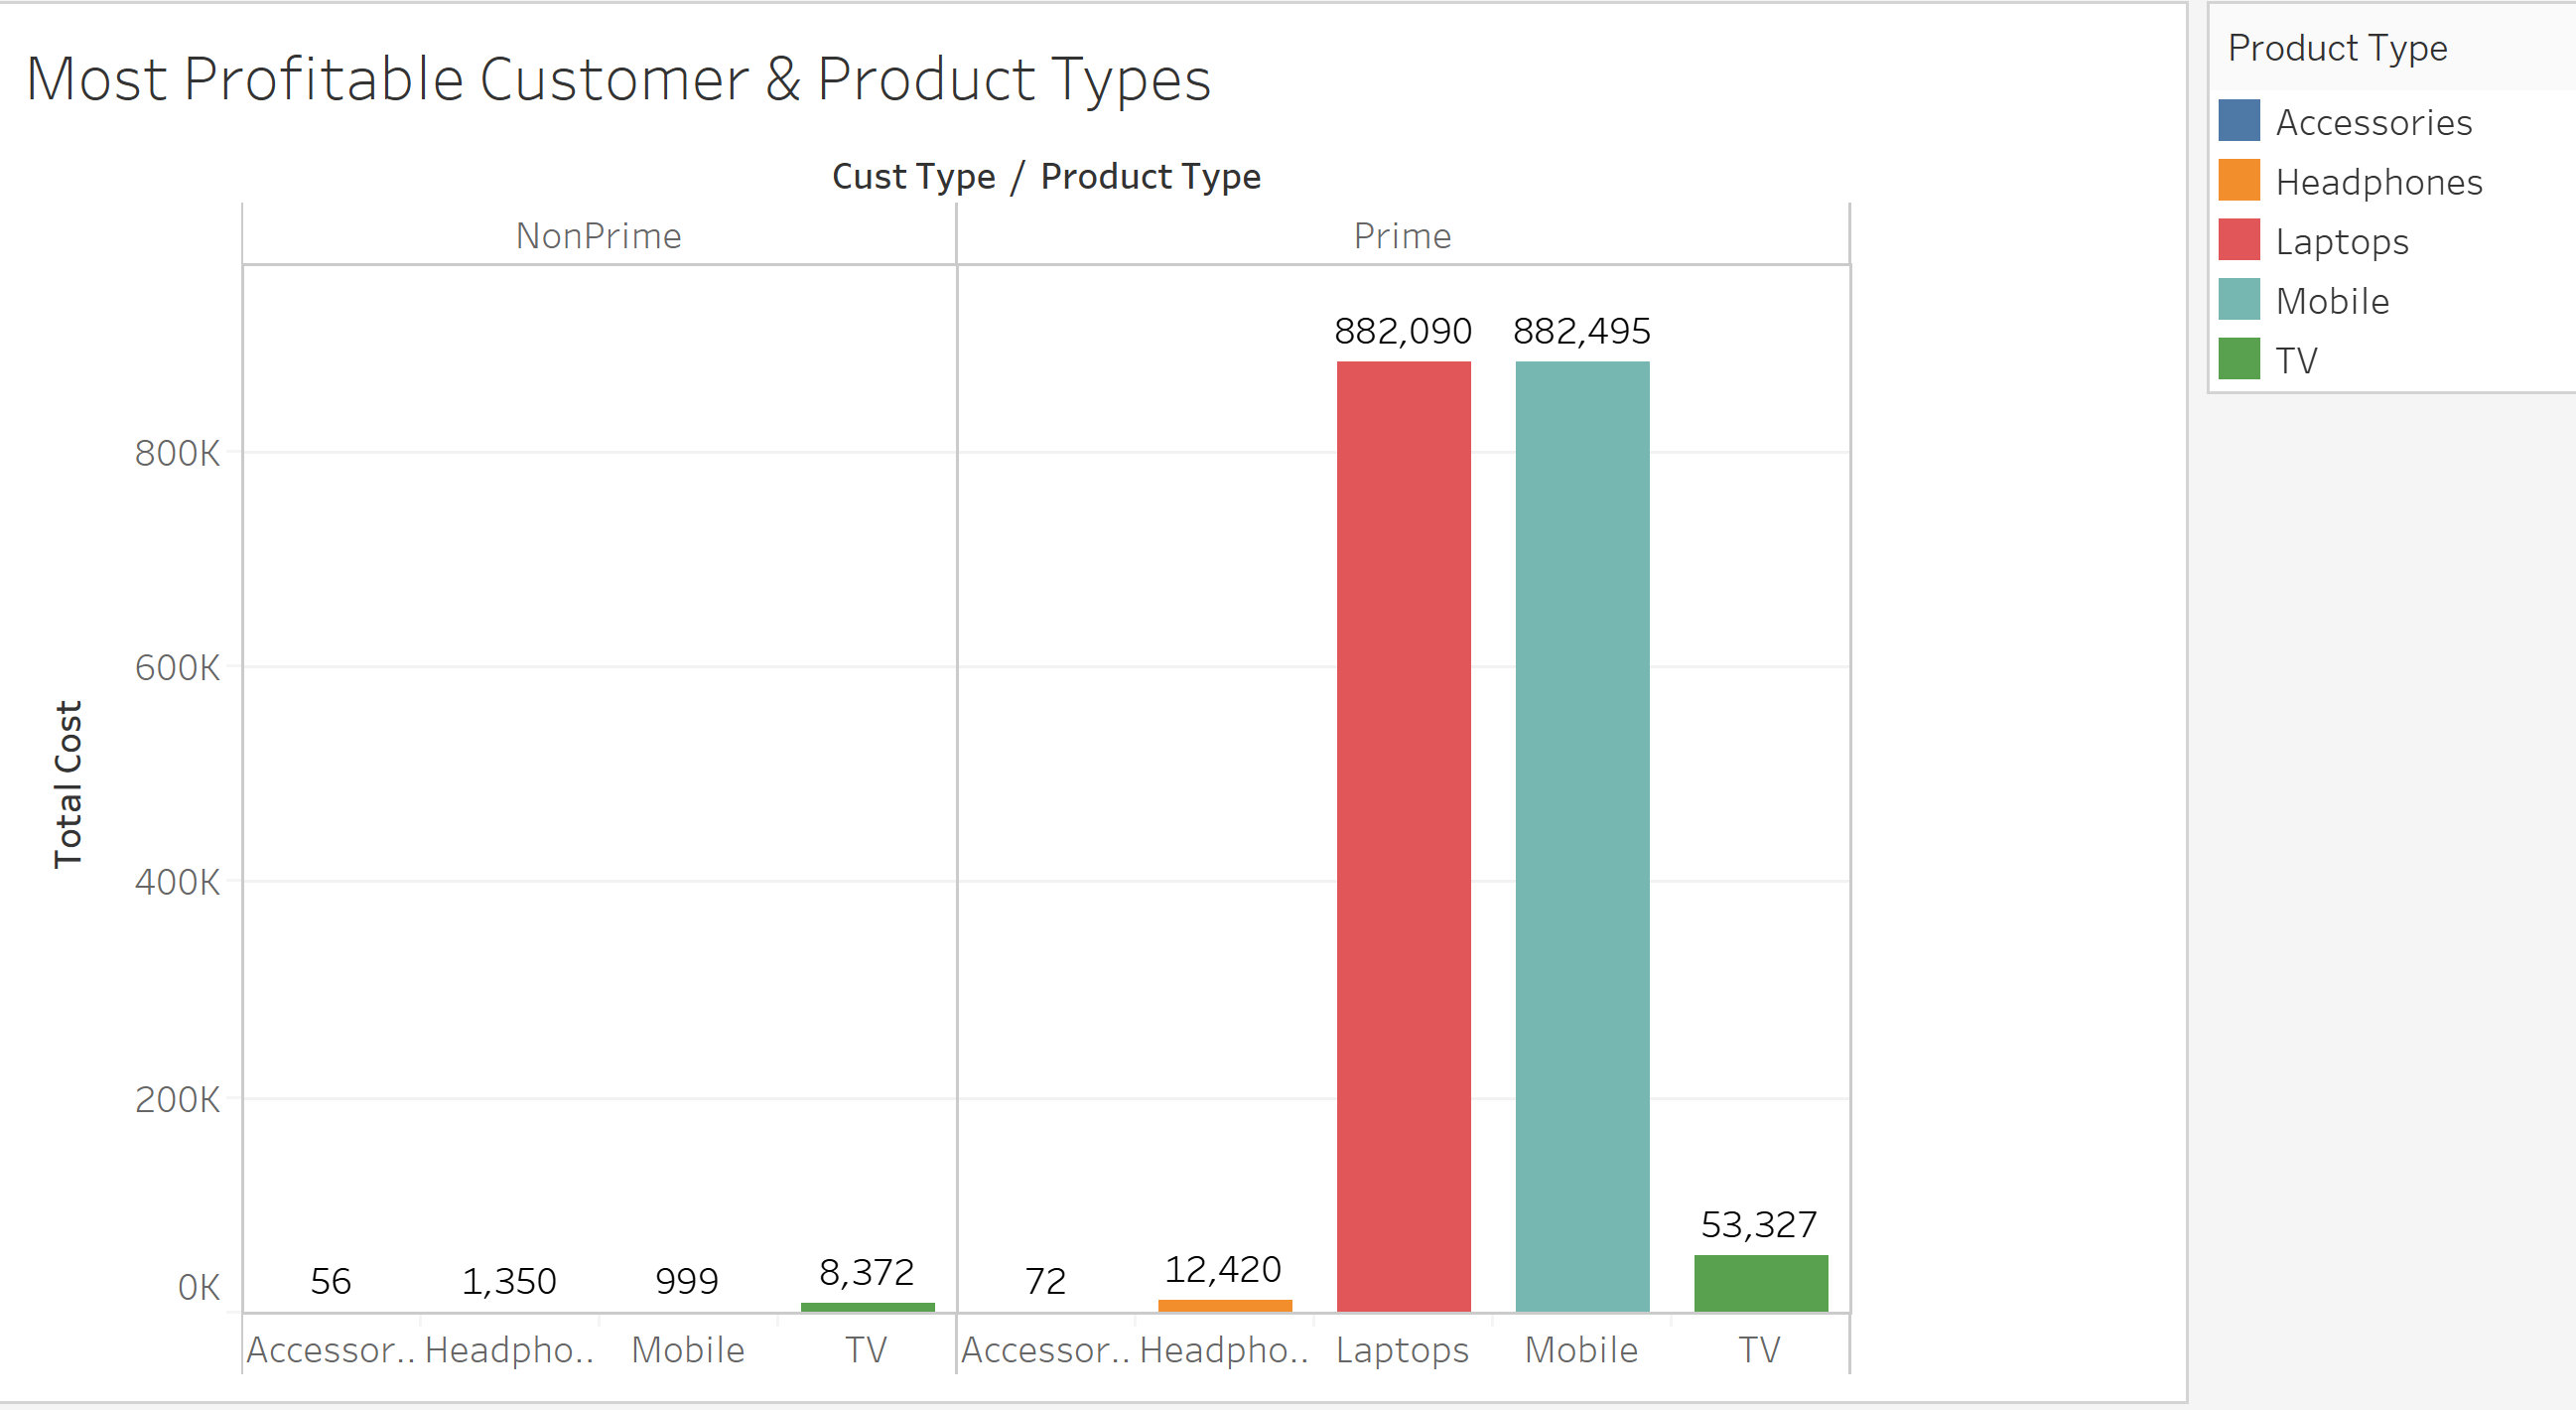 Most Profitable Customer & Product Types
Cust Type / Product Type
NonPrime
Prime
882,090
882,495
800K
600K
400K
200K
0K
Total Cost
56
1,350
999
8,372
72
12,420
53,327
Accessor..
Headpho..
Mobile
TV
Accessor..
Headpho..
Laptops
Mobile
TV
Product Type
Accessories
Headphones
Laptops
Mobile
TV